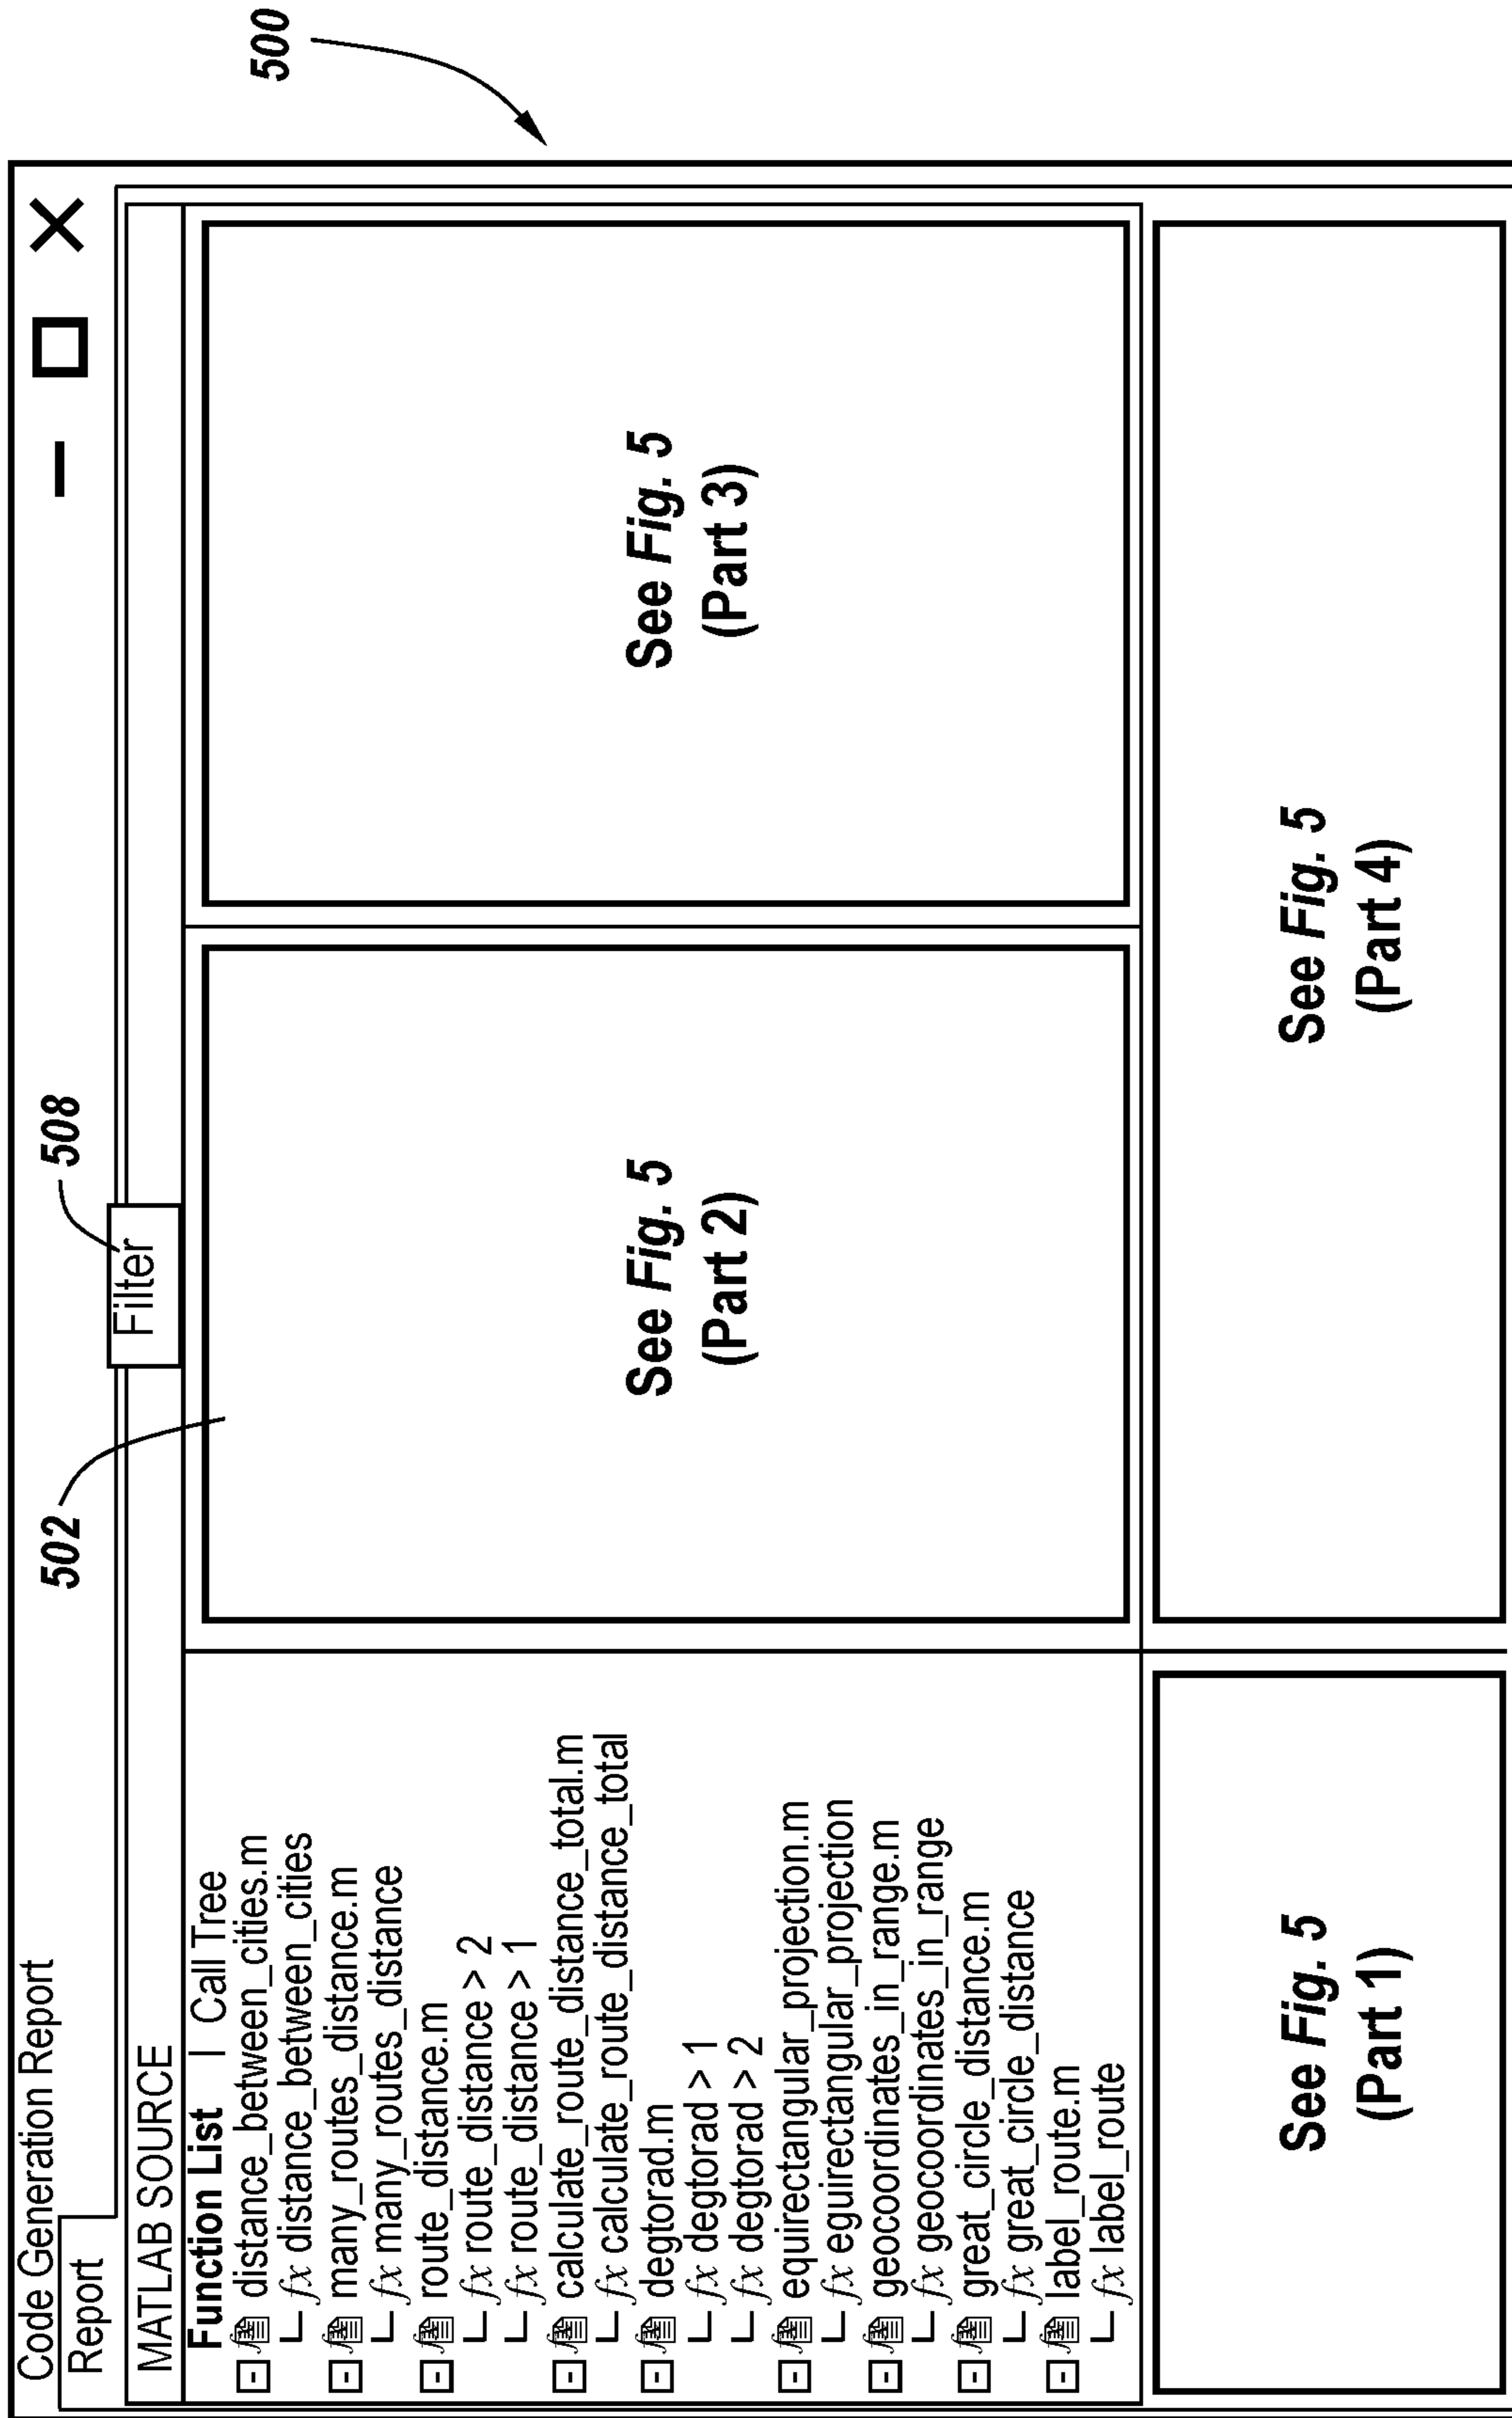 500
Code Generation Report
Report
502
508
Filter
MATLAB SOURCE
Function List | Call Tree
distance_between_cities.m
fx distance_between_cities
many_routes_distance.m
fx many_routes_distance
route_distance.m
fx route_distance > 2
fx route_distance > 1
calculate_route_distance_total.m
fx calculate_route_distance_total
degtorad.m
fx degtorad > 1
fx degtorad > 2
equirectangular_projection.m
fx eguirectangular_projection
geocoordinates_in_range.m
fx geocoordinates_in_range
great_circle_distance.m
fx great_circle_distance
label_route.m
fx label_route
See Fig. 5
(Part 2)
See Fig. 5
(Part 3)
See Fig. 5
(Part 1)
See Fig. 5
(Part 4)